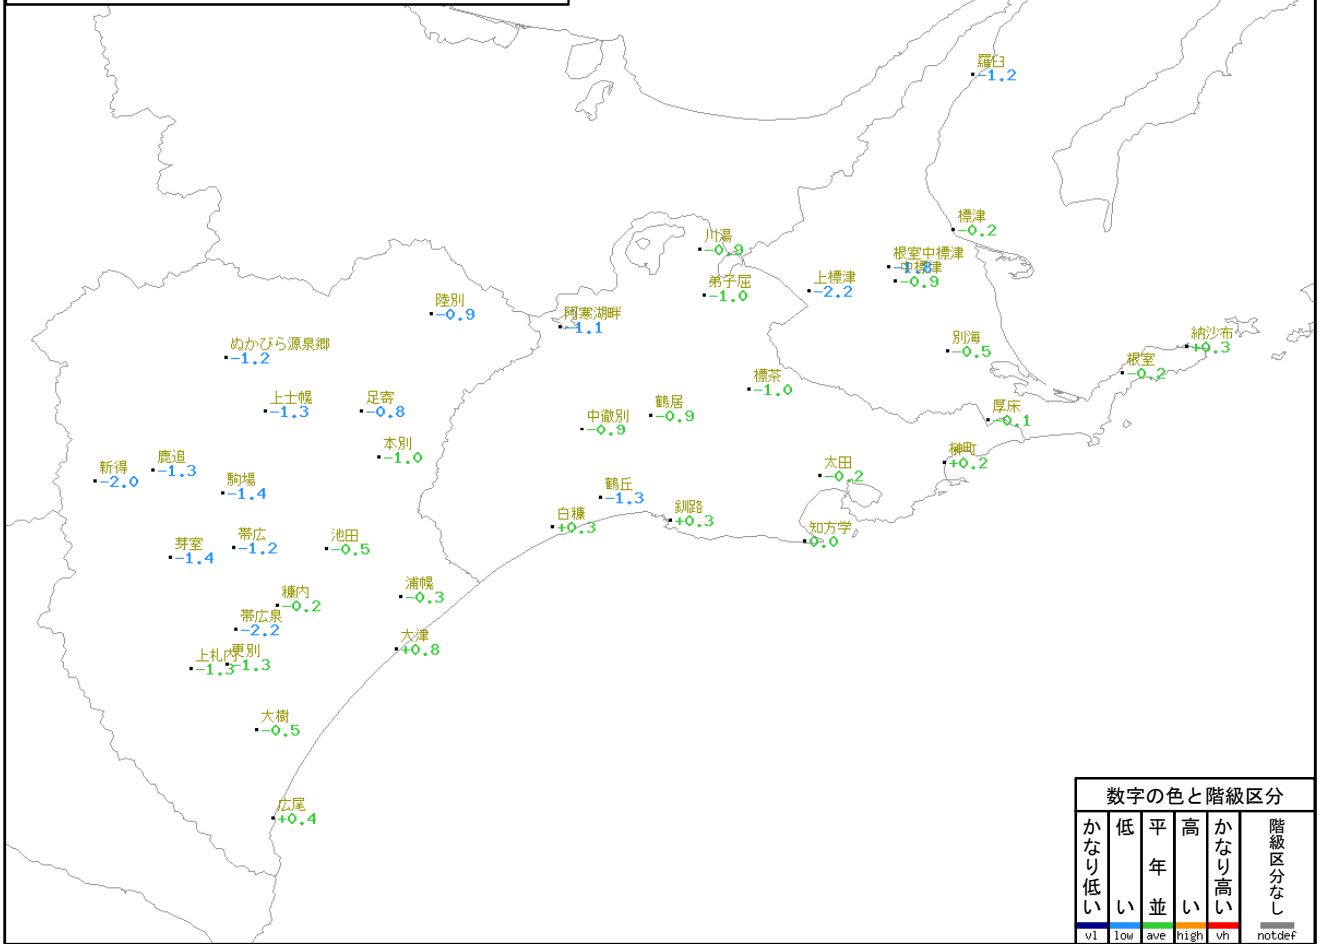 羅臼
-1.2
標津
-0.2
川湯
-0.9
根室中標津
中標津
-0.9
弟子屈
-1.0
上標津
-2.2
陸別
-0.9
阿寒湖畔
-1.1
ぬかびら源泉郷
-1.2
別海
-0.5
納沙布
+0.3
根室
-0.2
標茶
-1.0
上士幌
-1.3
足寄
-0.8
鶴居
-0.9
中徹別
-0.9
厚床
-0.1
本別
-1.0
榊町
+0.2
新得
-2.0
鹿追
-1.3
太田
-0.2
駒場
-1.4
鶴丘
-1.3
白糠
+0.3
釧路
+0.3
知方学
0.0
芽室
-1.4
帯広
-1.2
池田
-0.5
浦幌
-0.3
糠内
-0.2
帯広泉
-2.2
大津
+0.8
上札内
-1.3
更別
-1.3
大樹
-0.5
広尾
+0.4
数字の色と階級区分
かなり低い
低い
平年並
高い
かなり高い
階級区分なし
vl
low
ave
high
vh
notdef